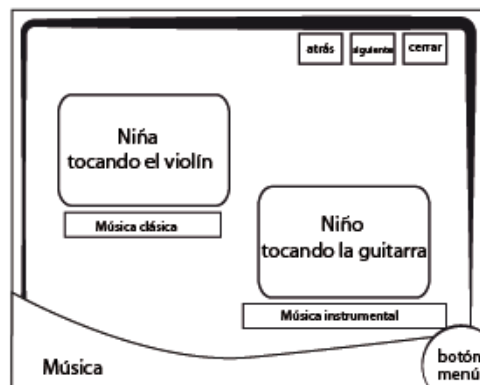 atrás siguiente cerrar
Niña
tocando el violín
Música clásica
Niño
tocando la guitarra
Música instrumental
Música
botón
menú